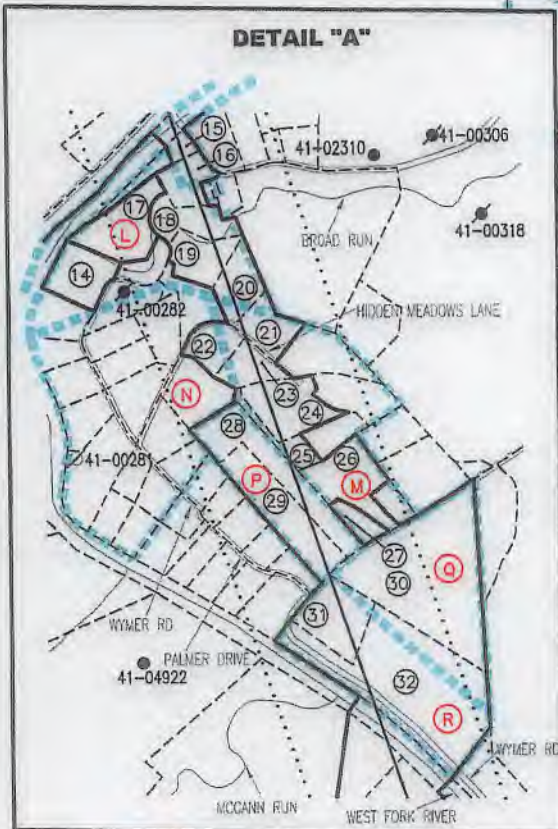 DETAIL "A"
15
16
41-02310
41-00306
17
18
L
BROAD RUN
41-00318
14
19
41-00282
20
HIDDEN MEADOWS LANE
21
22
23
N
24
28
25
26
41-0028
P
M
29
27
30
Q
31
WYMER RD
PALMER DRIVE
41-04922
32
R
WYMER RD
MCCANN RUN
WEST FORK RIVER